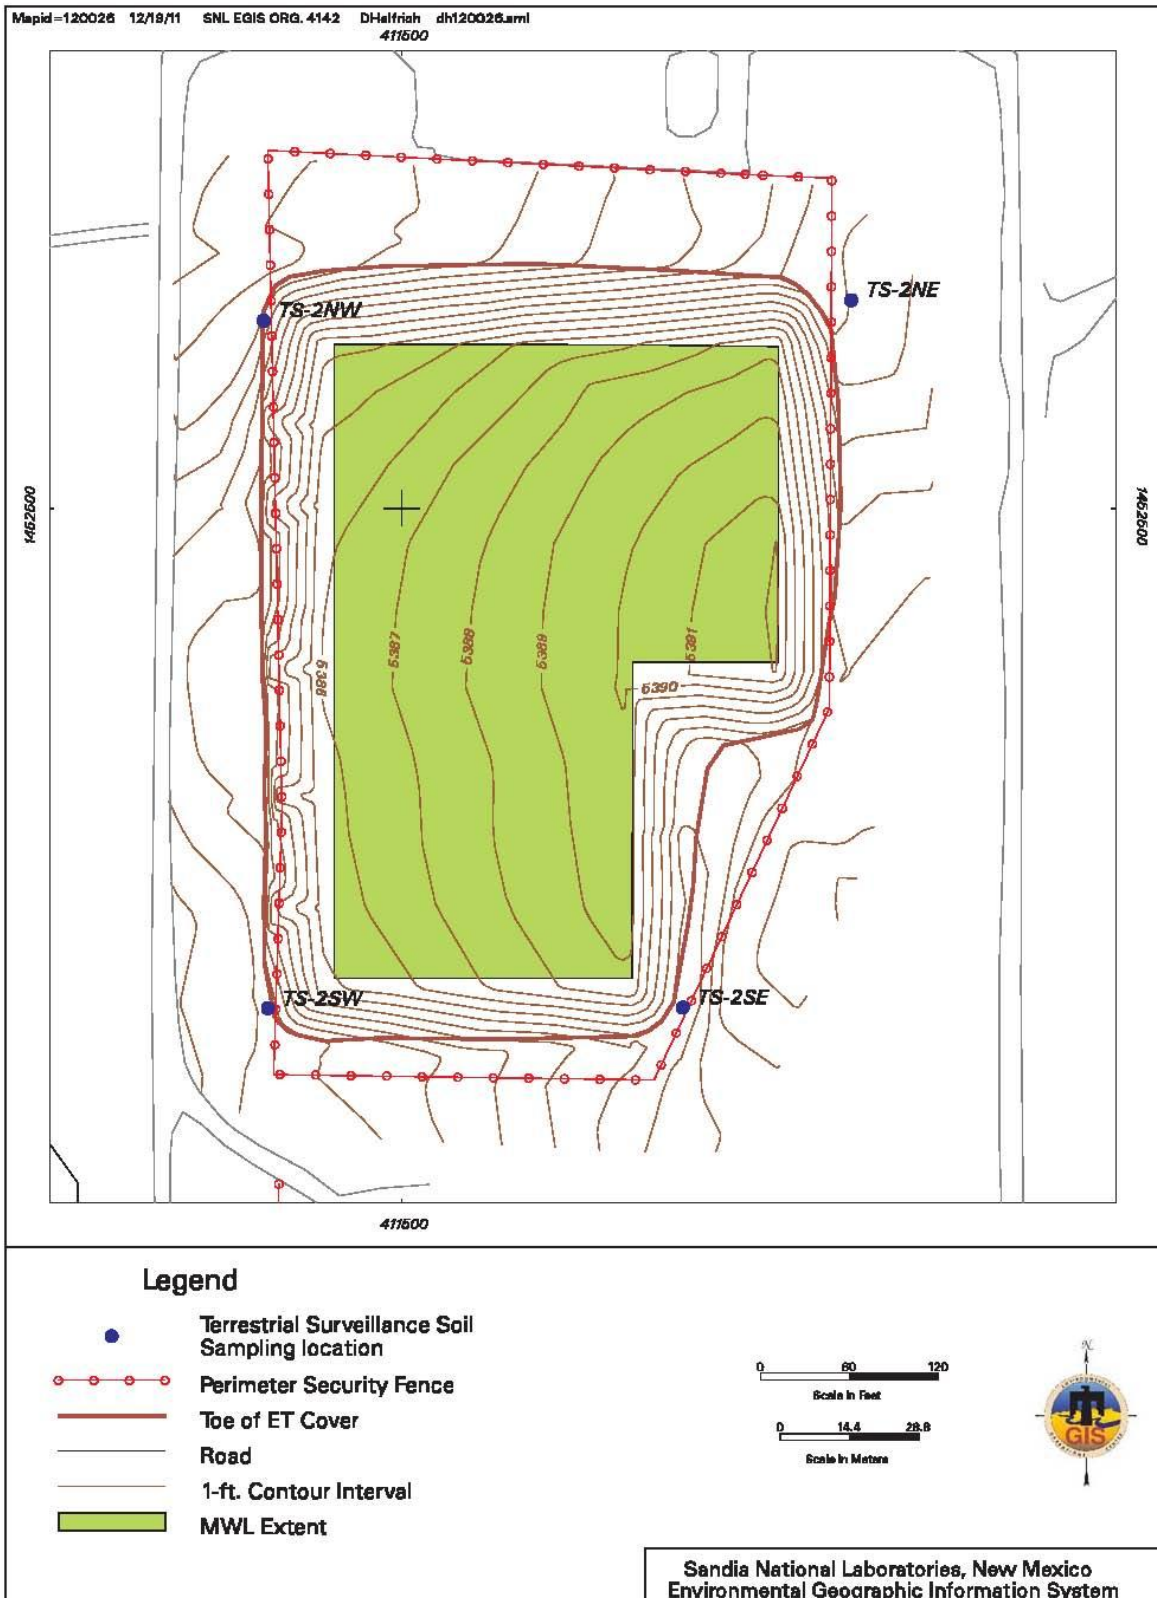 Mapid=120026 12/19/11 SNL EGIS ORG. 4142 DHelfrich dh120026.aml
411500
TS-2NE
TS-2NW
1462600
1462600
5391
5387
5388
5389
5386
5390
TS-2SW
TS-2SE
411500
Legend
Terrestrial Surveillance Soil
Sampling location
Perimeter Security Fence
Toe of ET Cover
Road
1-ft. Contour Interval
MWL Extent
0 60 120
Scale in Feet
0 14.4 28.8
Scale in Meters
N
GIS
Sandia National Laboratories, New Mexico
Environmental Geographic Information System